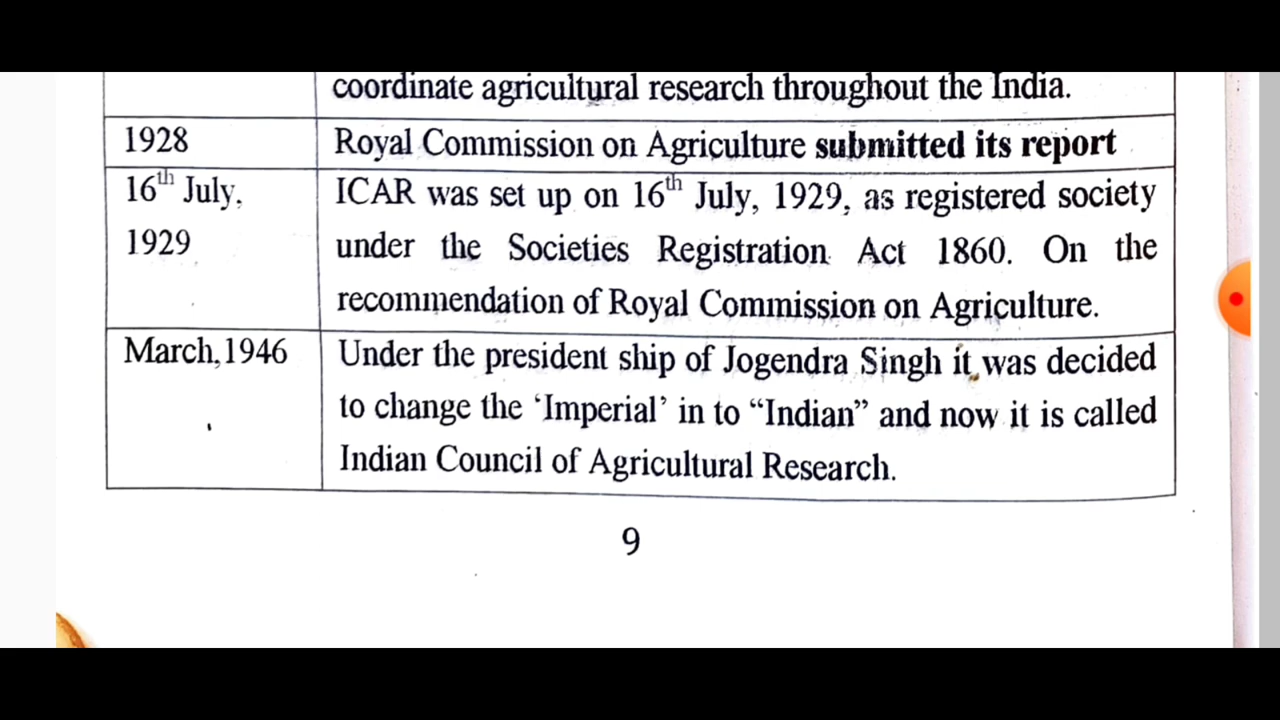 coordinate agricultural research throughout the India.
1928
Royal Commission on Agriculture submitted its report
16th July,
1929
ICAR was set up on 16th July, 1929, as registered society
under the Societies Registration Act 1860. On the
recommendation of Royal Commission on Agriculture.
March,1946
Under the president ship of Jogendra Singh it was decided
to change the ‘Imperial’ in to “Indian” and now it is called
Indian Council of Agricultural Research.
9